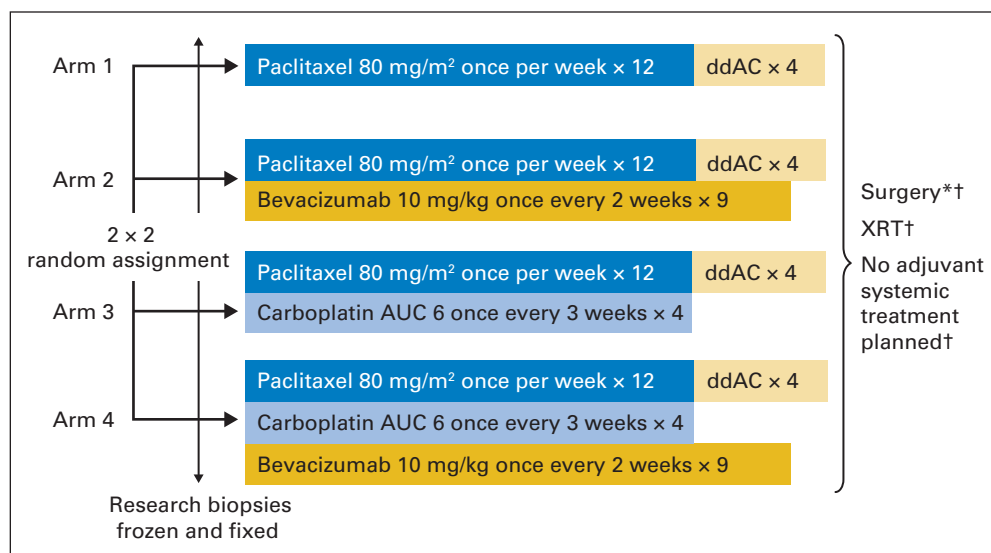 Arm 1
Paclitaxel 80 mg/m² once per week × 12
ddAC × 4
Arm 2
Paclitaxel 80 mg/m² once per week × 12
ddAC × 4
Bevacizumab 10 mg/kg once every 2 weeks × 9
2 × 2
random assignment
Arm 3
Paclitaxel 80 mg/m² once per week × 12
ddAC × 4
Carboplatin AUC 6 once every 3 weeks × 4
Arm 4
Paclitaxel 80 mg/m² once per week × 12
ddAC × 4
Carboplatin AUC 6 once every 3 weeks × 4
Bevacizumab 10 mg/kg once every 2 weeks × 9
Research biopsies
frozen and fixed
Surgery*†
XRT†
No adjuvant
systemic
treatment
planned†